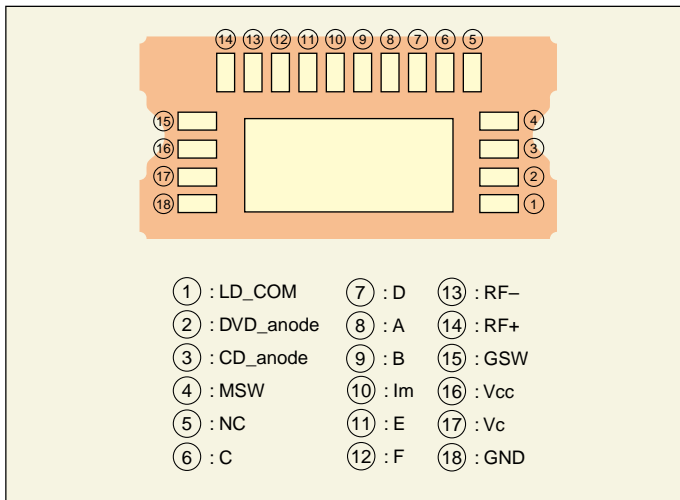 ⑭ ⑬ ⑫ ⑪ ⑩ ⑨ ⑧ ⑦ ⑥ ⑤
⑮ ④
⑯ ③
⑰ ②
⑱ ①
① : LD_COM ⑦ : D ⑬ : RF–
② : DVD_anode ⑧ : A ⑭ : RF+
③ : CD_anode ⑨ : B ⑮ : GSW
④ : MSW ⑩ : Im ⑯ : Vcc
⑤ : NC ⑪ : E ⑰ : Vc
⑥ : C ⑫ : F ⑱ : GND